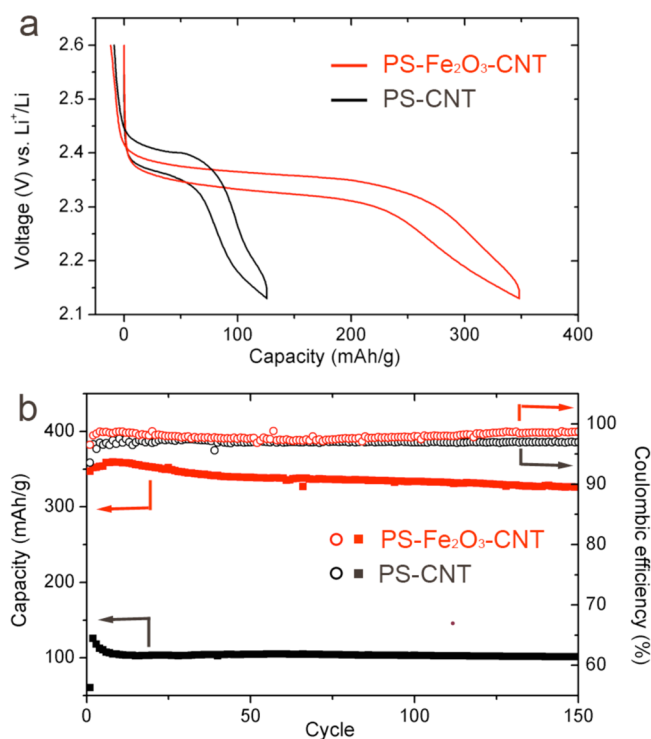 a
2.6
2.5
2.4
2.3
2.2
2.1
Voltage (V) vs. Li⁺/Li
PS-Fe₂O₃-CNT
PS-CNT
0 100 200 300 400
Capacity (mAh/g)
b
400
300
200
100
Capacity (mAh/g)
100
90
80
70
60
Coulombic efficiency (%)
PS-Fe₂O₃-CNT
PS-CNT
0 50 100 150
Cycle